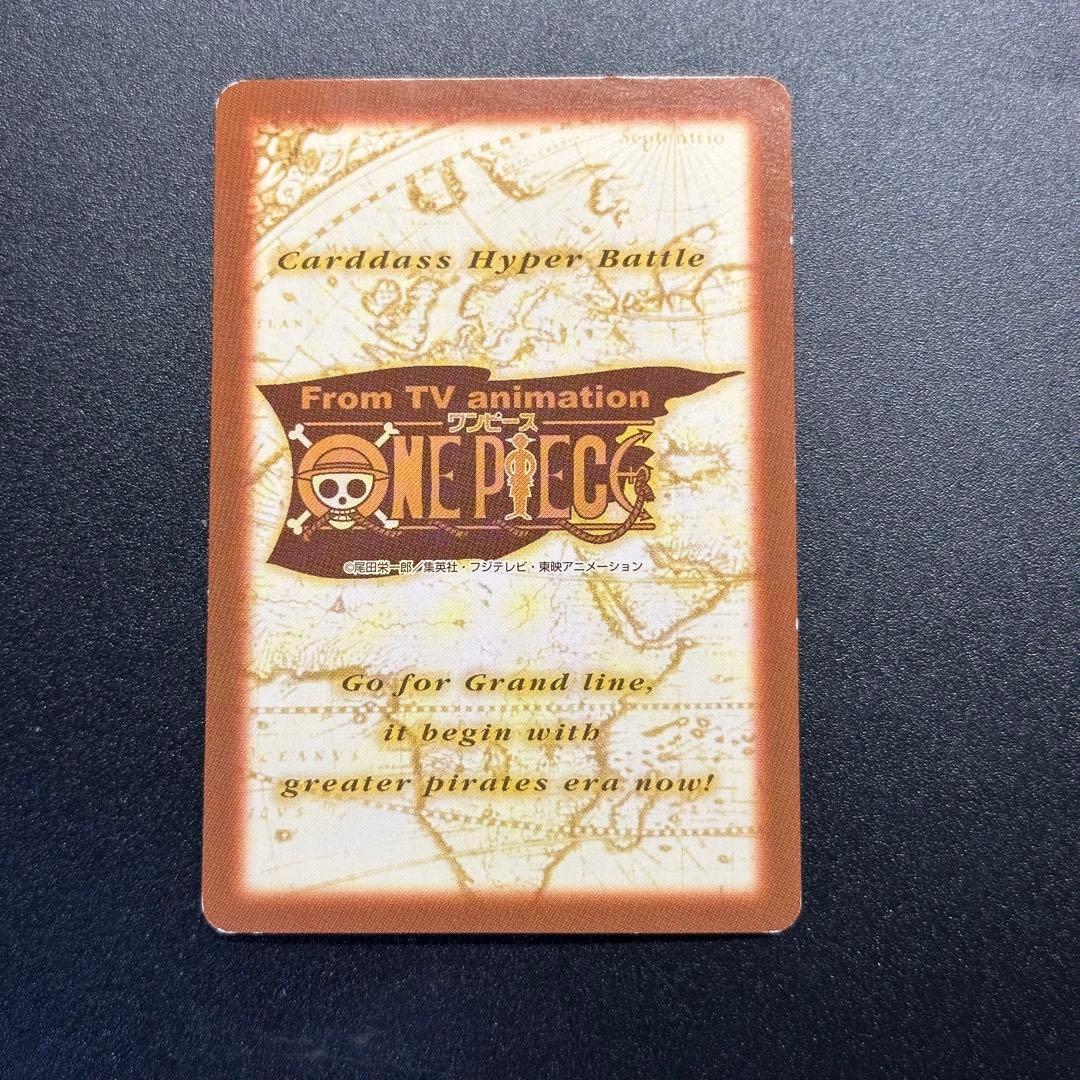 Septentrio
Carddass Hyper Battle
From TV animation
ワンピース
ONE PIECE
©尾田栄一郎／集英社・フジテレビ・東映アニメーション
Go for Grand line,
it begin with
greater pirates era now!